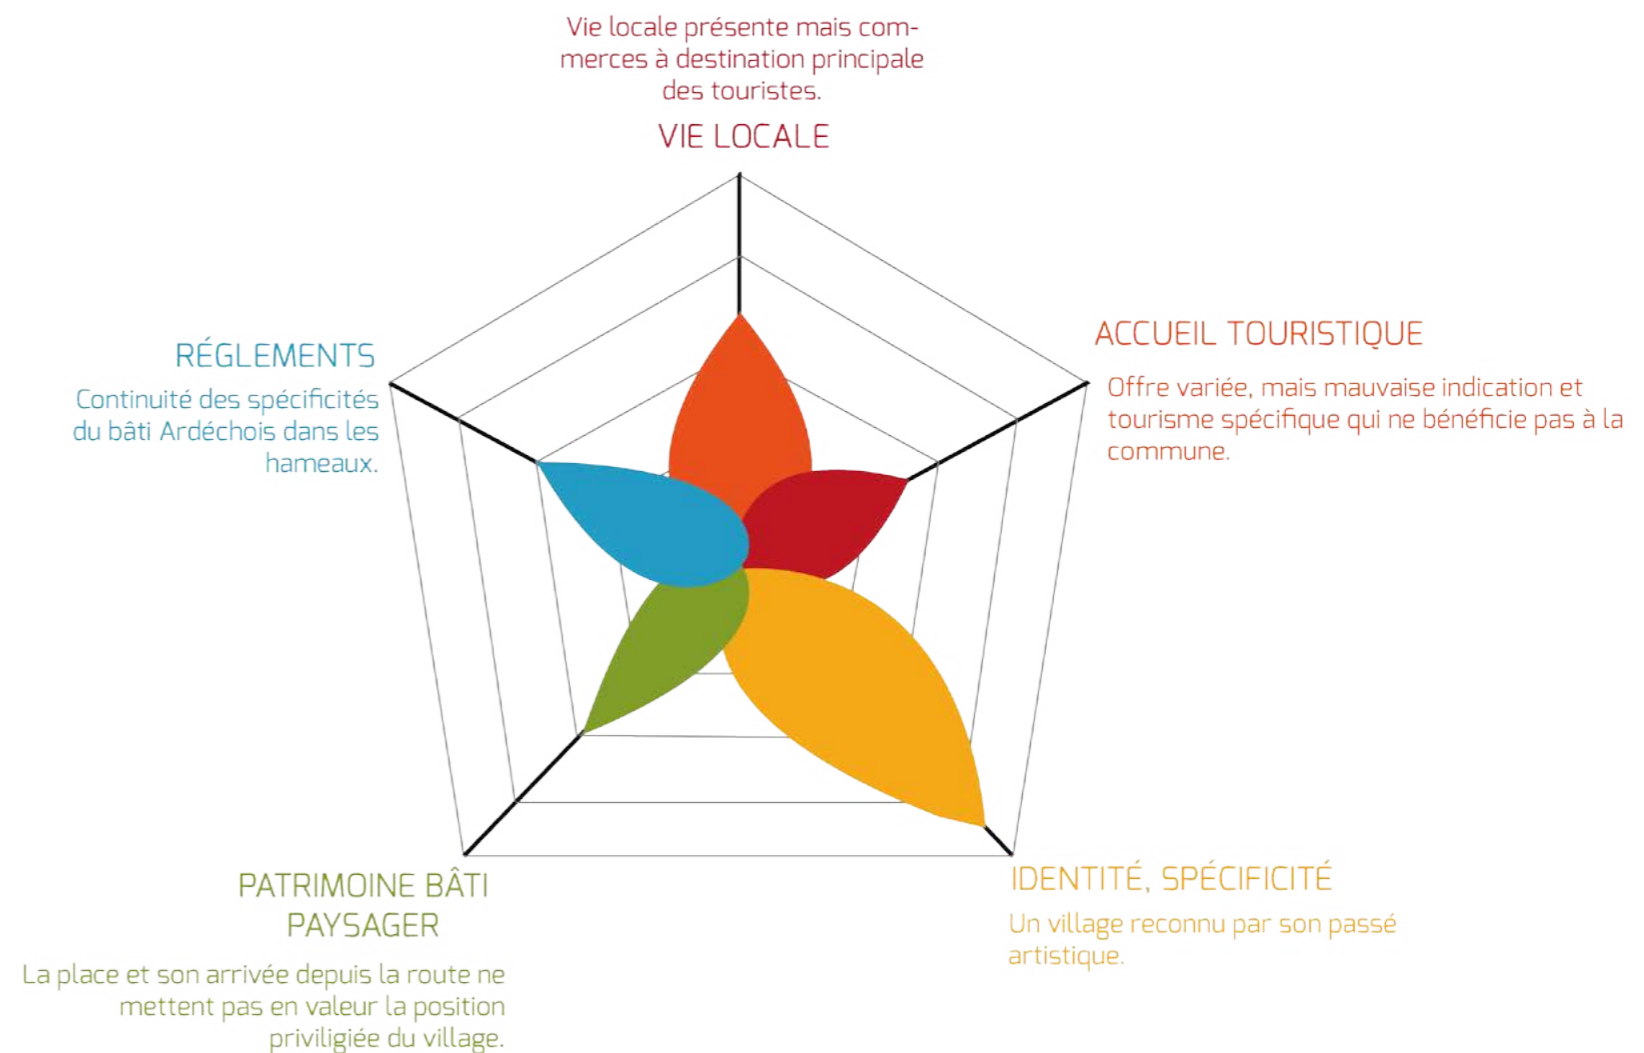 Vie locale présente mais com-
merces à destination principale
des touristes.
VIE LOCALE
ACCUEIL TOURISTIQUE
Offre variée, mais mauvaise indication et
tourisme spécifique qui ne bénéficie pas à la
commune.
RÉGLEMENTS
Continuité des spécificités
du bâti Ardéchois dans les
hameaux.
IDENTITÉ, SPÉCIFICITÉ
Un village reconnu par son passé
artistique.
PATRIMOINE BÂTI
PAYSAGER
La place et son arrivée depuis la route ne
mettent pas en valeur la position
priviligiée du village.